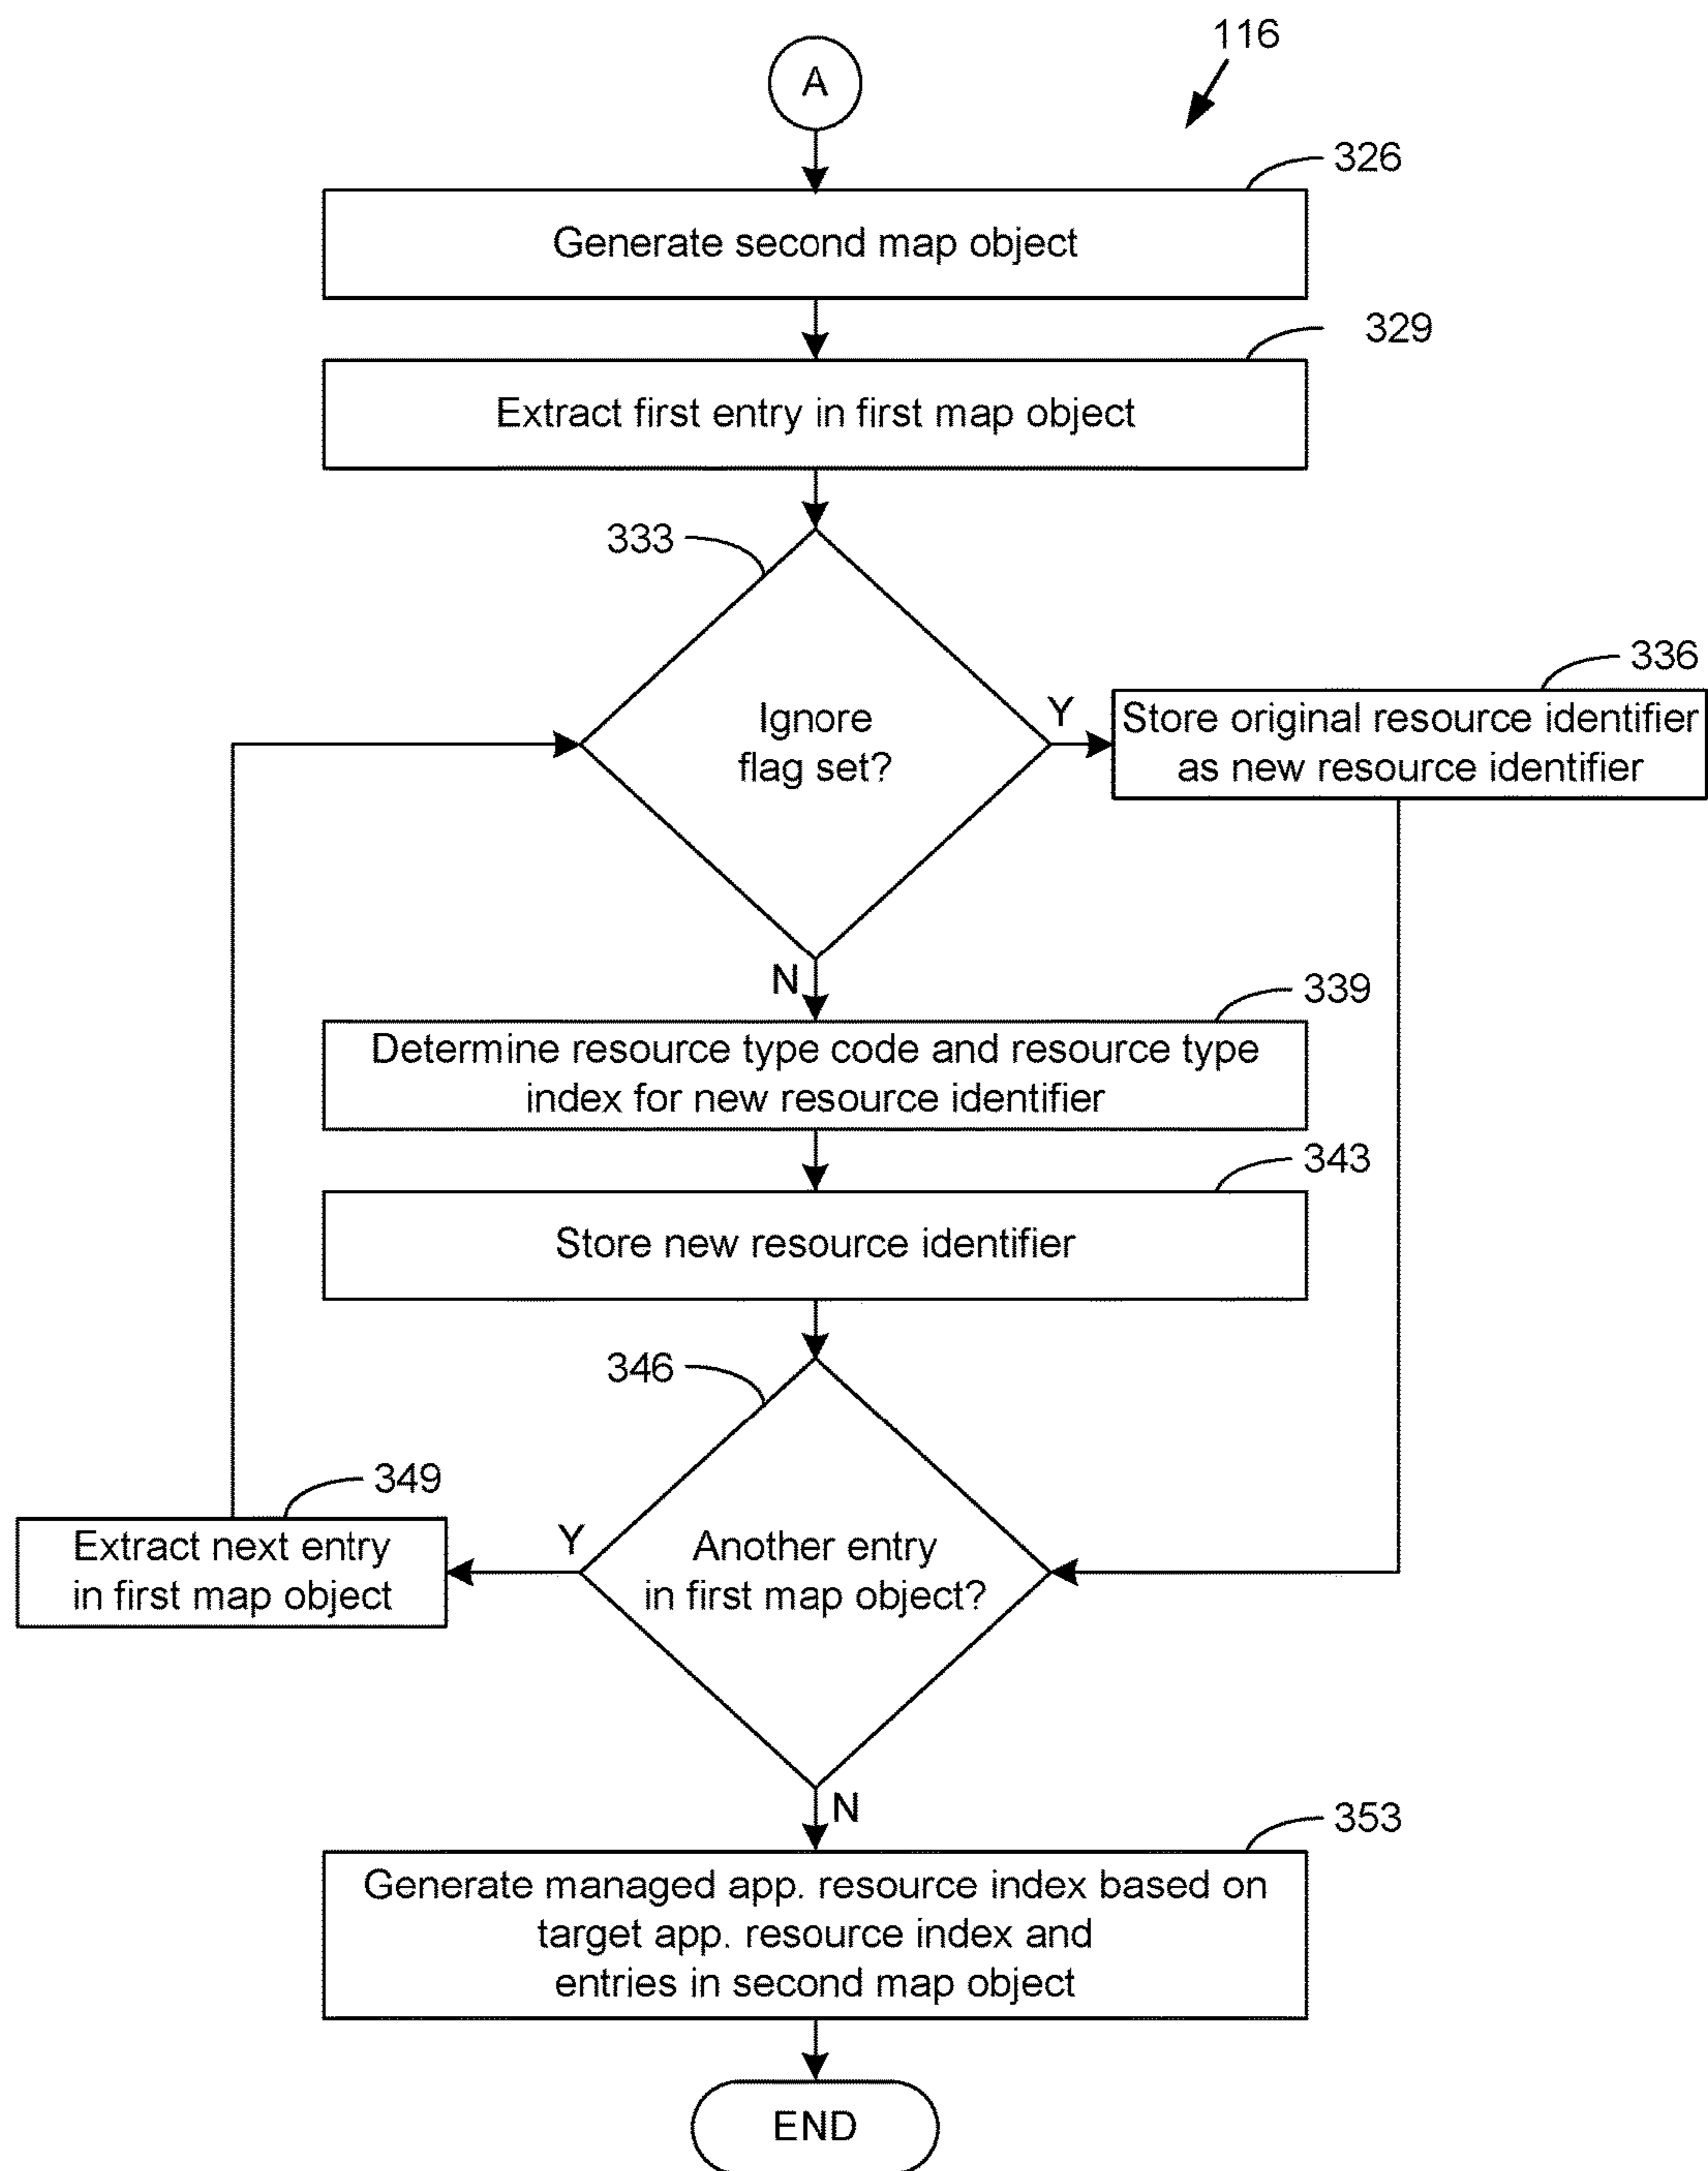 116
A
326
Generate second map object
329
Extract first entry in first map object
333
Ignore
flag set?
Y
336
Store original resource identifier
as new resource identifier
N
339
Determine resource type code and resource type
index for new resource identifier
343
Store new resource identifier
346
Another entry
in first map object?
Y
349
Extract next entry
in first map object
N
353
Generate managed app. resource index based on
target app. resource index and
entries in second map object
END